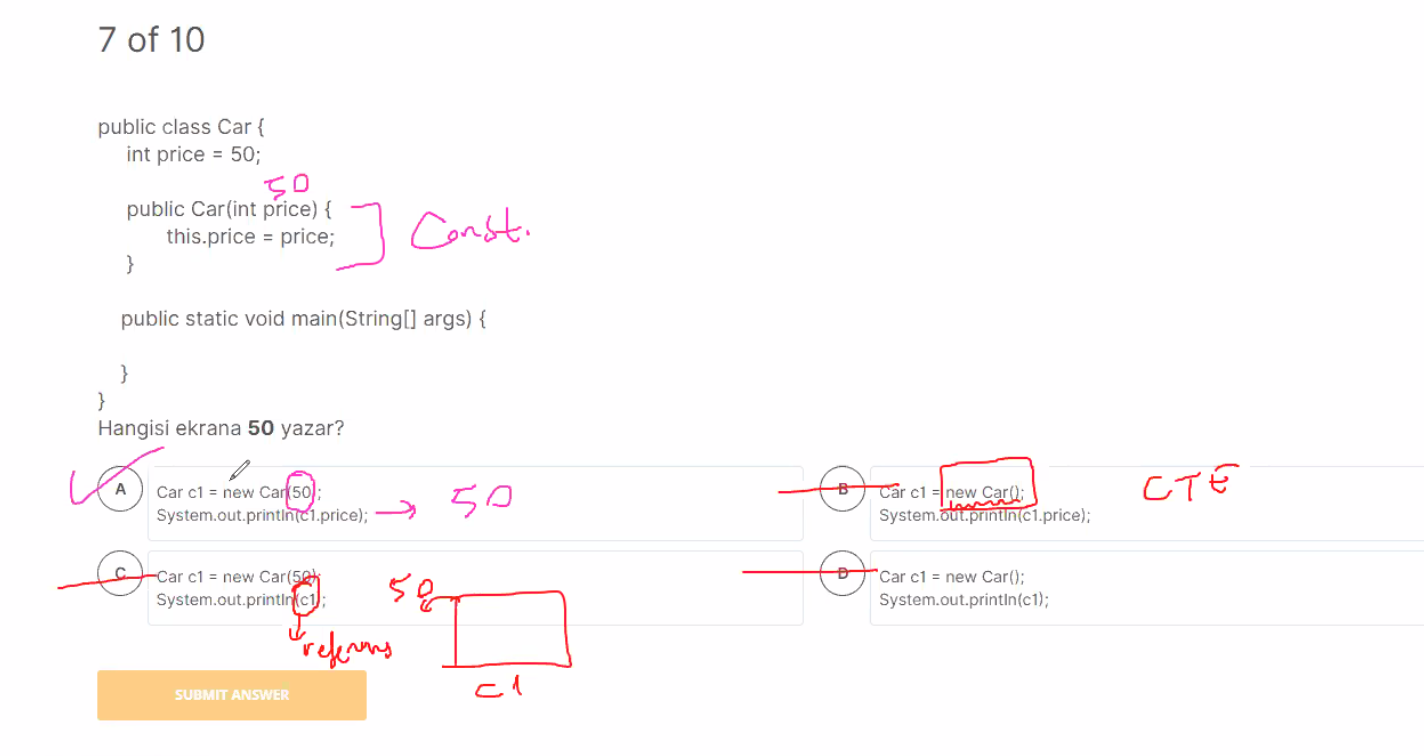 7 of 10
public class Car {
int price = 50;
50
public Car(int price) {
this.price = price;
Const.
}
public static void main(String[] args) {
}
}
Hangisi ekrana 50 yazar?
A
Car c1 = new Car(50);
System.out.println(c1.price);
50
B
Car c1 = new Car();
System.out.println(c1.price);
CTE
C
Car c1 = new Car(50);
System.out.println(c1);
50
referans
c1
D
Car c1 = new Car();
System.out.println(c1);
SUBMIT ANSWER